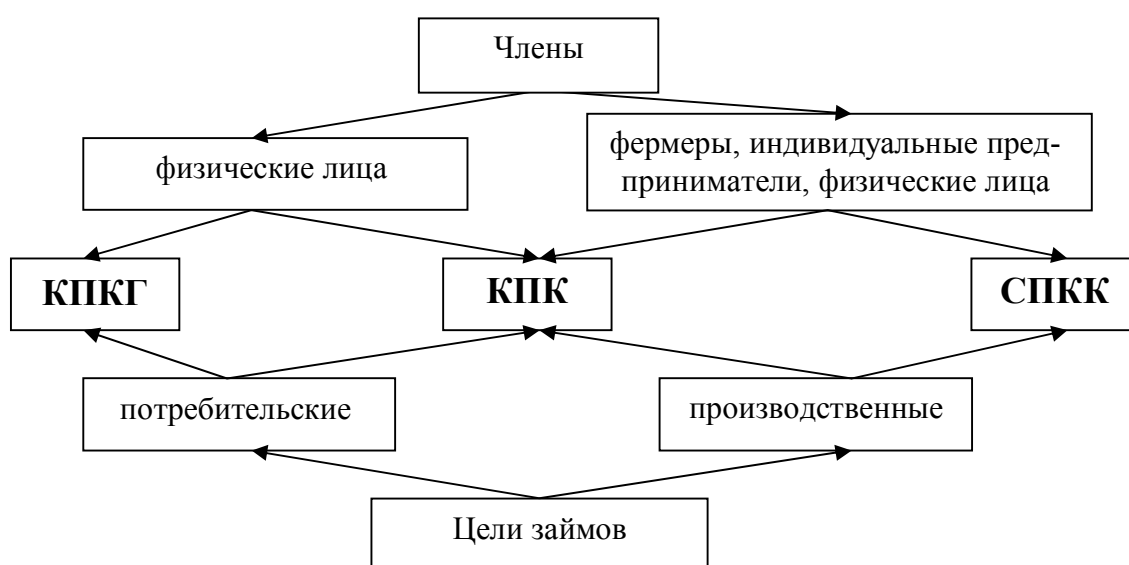 Члены
физические лица
фермеры, индивидуальные пред-
приниматели, физические лица
КПКГ
КПК
СПКК
потребительские
производственные
Цели займов